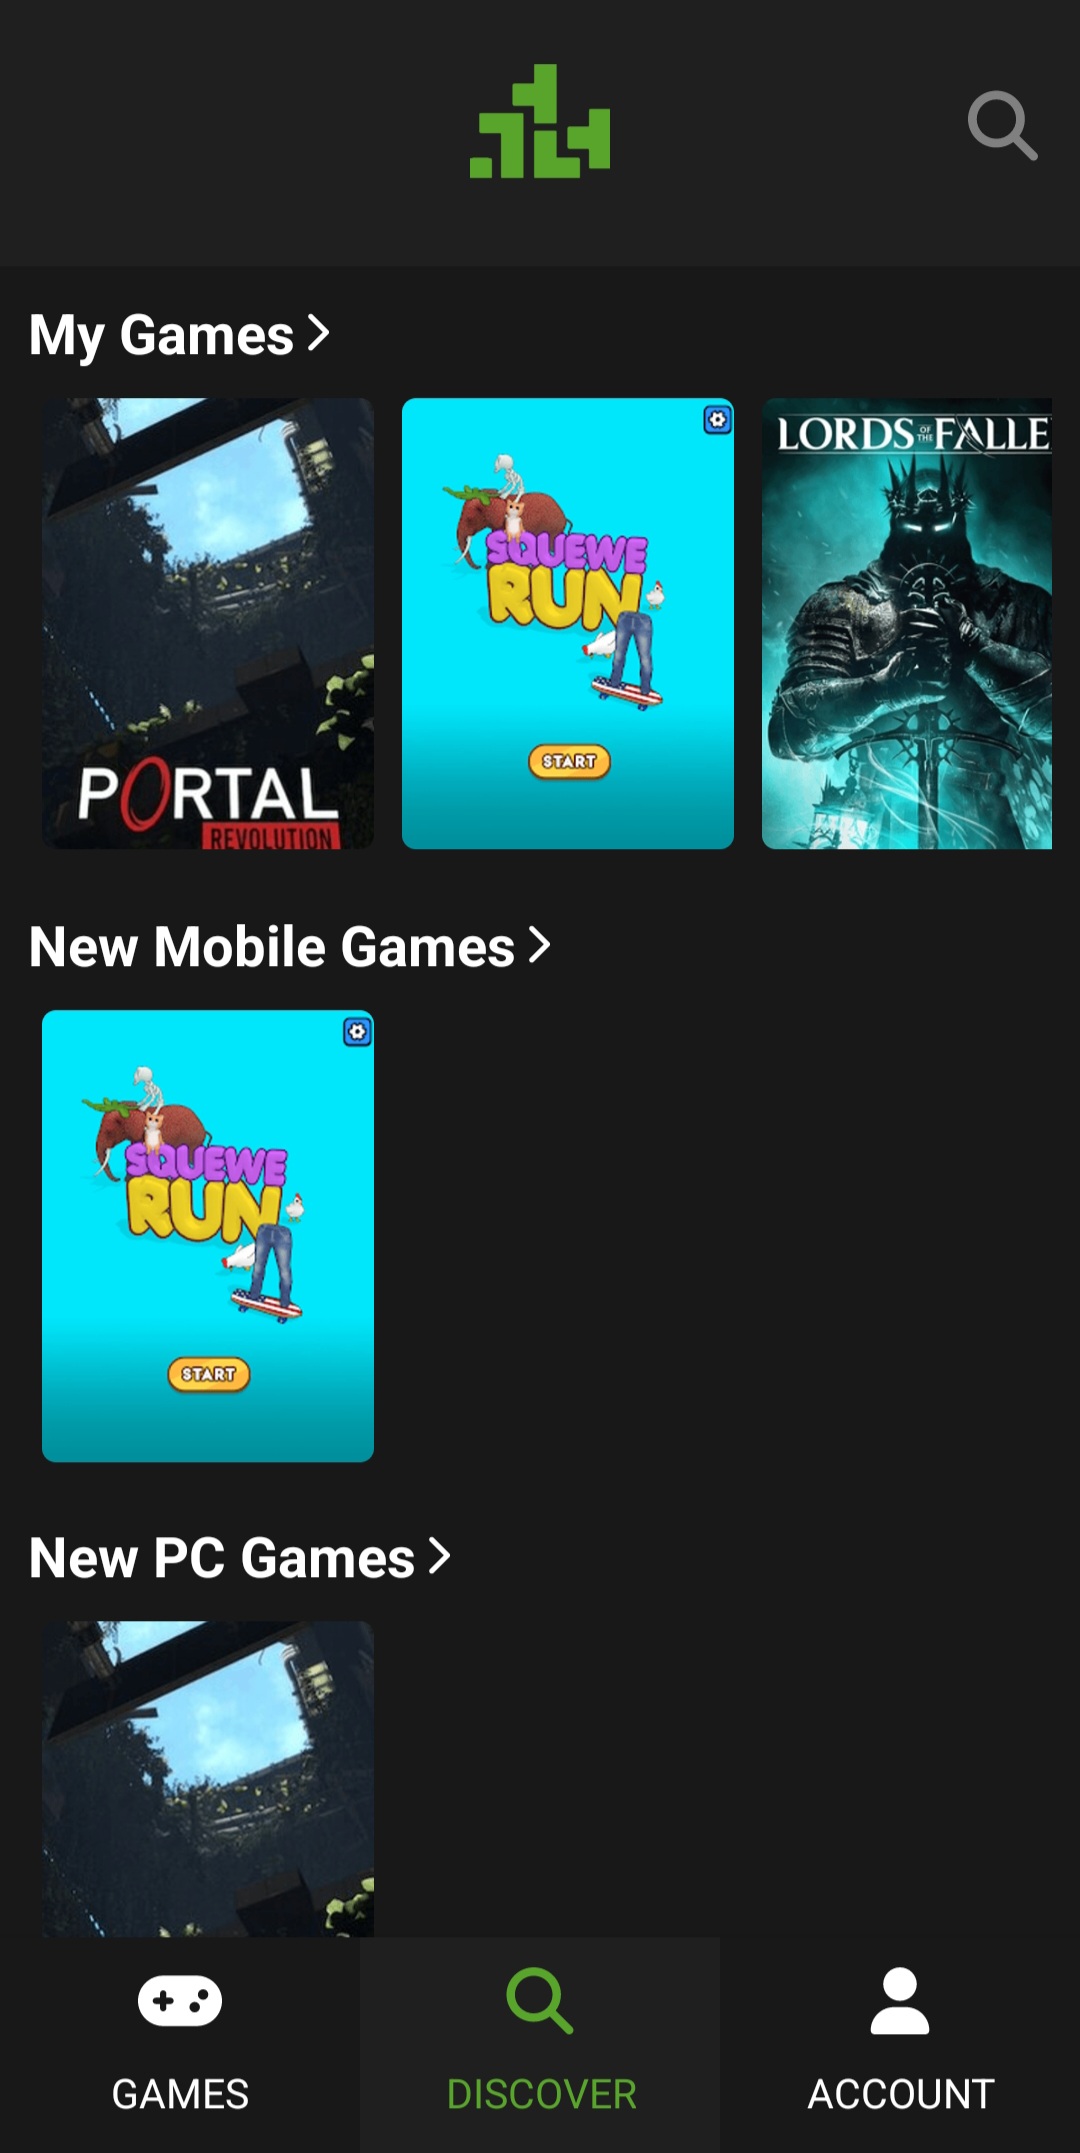 My Games
PORTAL
REVOLUTION
SQUEWE
RUN
START
LORDS OF THE FALLE
New Mobile Games
SQUEWE
RUN
START
New PC Games
GAMES
DISCOVER
ACCOUNT